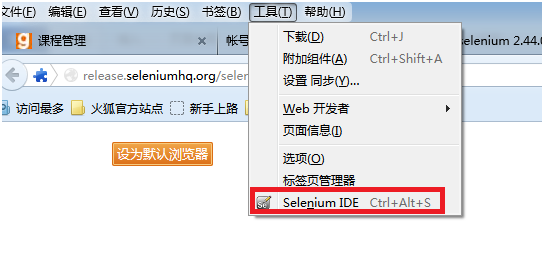 文件(F) 编辑(E) 查看(V) 历史(S) 书签(B) 工具(T) 帮助(H)
课程管理
帐号
selenium 2.44.0
release.seleniumhq.org/selen
访问最多 火狐官方站点 新手上路
设为默认浏览器
下载(D) Ctrl+J
附加组件(A) Ctrl+Shift+A
设置 同步(Y)...
Web 开发者
页面信息(I)
选项(O)
标签页管理器
Selenium IDE Ctrl+Alt+S